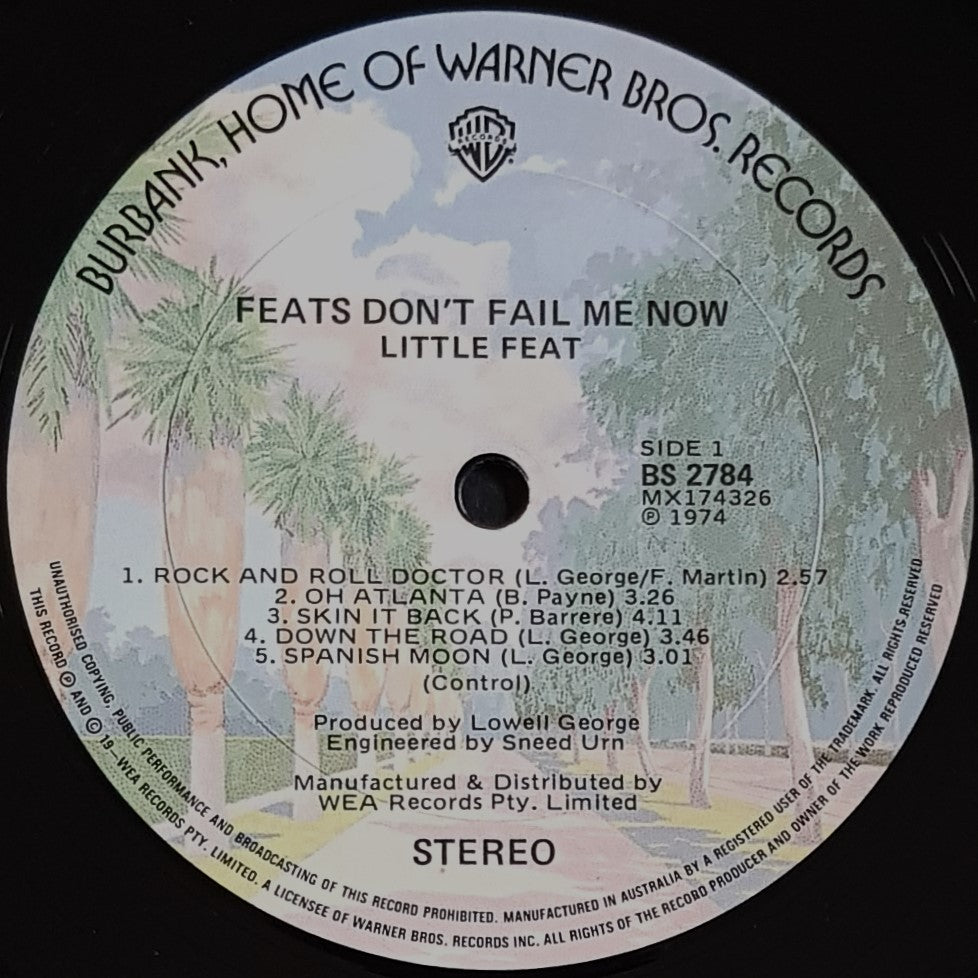 BURBANK, HOME OF WARNER BROS. RECORDS
WB
RECORDS
FEATS DON'T FAIL ME NOW
LITTLE FEAT
SIDE 1
BS 2784
MX174326
℗ 1974
1. ROCK AND ROLL DOCTOR (L. George/F. Martin) 2.57
2. OH ATLANTA (B. Payne) 3.26
3. SKIN IT BACK (P. Barrere) 4.11
4. DOWN THE ROAD (L. George) 3.46
5. SPANISH MOON (L. George) 3.01
(Control)
Produced by Lowell George
Engineered by Sneed Urn
Manufactured & Distributed by
WEA Records Pty. Limited
STEREO
UNAUTHORISED COPYING, PUBLIC PERFORMANCE AND BROADCASTING OF THIS RECORD PROHIBITED. MANUFACTURED IN AUSTRALIA BY A REGISTERED USER OF THE TRADEMARK. ALL RIGHTS RESERVED
THIS RECORD ℗ AND © 19— WEA RECORDS PTY. LIMITED. A LICENSEE OF WARNER BROS. RECORDS INC. ALL RIGHTS OF THE RECORD PRODUCER AND OWNER OF THE WORK REPRODUCED RESERVED